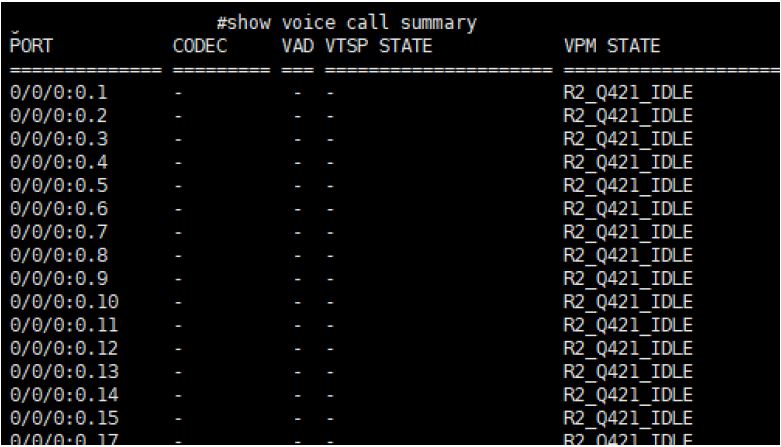 #show voice call summary
PORT CODEC VAD VTSP STATE VPM STATE
=============== ========= === ===================== ====================
0/0/0:0.1 - - - R2_Q421_IDLE
0/0/0:0.2 - - - R2_Q421_IDLE
0/0/0:0.3 - - - R2_Q421_IDLE
0/0/0:0.4 - - - R2_Q421_IDLE
0/0/0:0.5 - - - R2_Q421_IDLE
0/0/0:0.6 - - - R2_Q421_IDLE
0/0/0:0.7 - - - R2_Q421_IDLE
0/0/0:0.8 - - - R2_Q421_IDLE
0/0/0:0.9 - - - R2_Q421_IDLE
0/0/0:0.10 - - - R2_Q421_IDLE
0/0/0:0.11 - - - R2_Q421_IDLE
0/0/0:0.12 - - - R2_Q421_IDLE
0/0/0:0.13 - - - R2_Q421_IDLE
0/0/0:0.14 - - - R2_Q421_IDLE
0/0/0:0.15 - - - R2_Q421_IDLE
0/0/0:0.17 - - - R2_Q421_IDLE